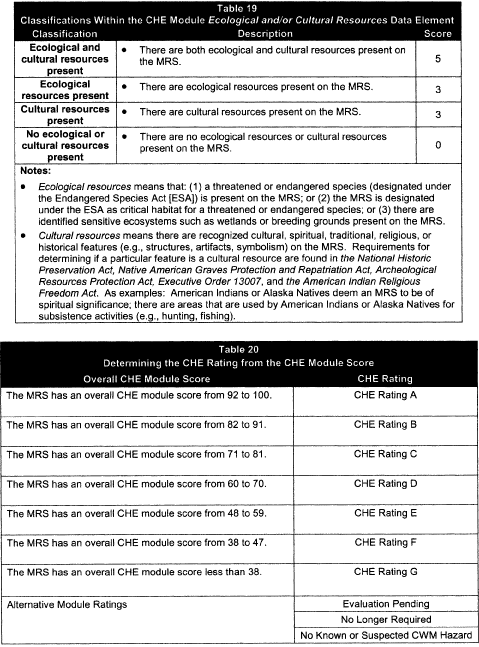 Table 19
Classifications Within the CHE Module Ecological and/or Cultural Resources Data Element
Classification Description Score
Ecological and cultural resources present • There are both ecological and cultural resources present on the MRS. 5
Ecological resources present • There are ecological resources present on the MRS. 3
Cultural resources present • There are cultural resources present on the MRS. 3
No ecological or cultural resources present • There are no ecological resources or cultural resources present on the MRS. 0
Notes:
• Ecological resources means that: (1) a threatened or endangered species (designated under
the Endangered Species Act [ESA]) is present on the MRS; or (2) the MRS is designated
under the ESA as critical habitat for a threatened or endangered species; or (3) there are
identified sensitive ecosystems such as wetlands or breeding grounds present on the MRS.
• Cultural resources means there are recognized cultural, spiritual, traditional, religious, or
historical features (e.g., structures, artifacts, symbolism) on the MRS. Requirements for
determining if a particular feature is a cultural resource are found in the National Historic
Preservation Act, Native American Graves Protection and Repatriation Act, Archeological
Resources Protection Act, Executive Order 13007, and the American Indian Religious
Freedom Act. As examples: American Indians or Alaska Natives deem an MRS to be of
spiritual significance; there are areas that are used by American Indians or Alaska Natives for
subsistence activities (e.g., hunting, fishing).
Table 20
Determining the CHE Rating from the CHE Module Score
Overall CHE Module Score CHE Rating
The MRS has an overall CHE module score from 92 to 100. CHE Rating A
The MRS has an overall CHE module score from 82 to 91. CHE Rating B
The MRS has an overall CHE module score from 71 to 81. CHE Rating C
The MRS has an overall CHE module score from 60 to 70. CHE Rating D
The MRS has an overall CHE module score from 48 to 59. CHE Rating E
The MRS has an overall CHE module score from 38 to 47. CHE Rating F
The MRS has an overall CHE module score less than 38. CHE Rating G
Alternative Module Ratings Evaluation Pending
No Longer Required
No Known or Suspected CWM Hazard